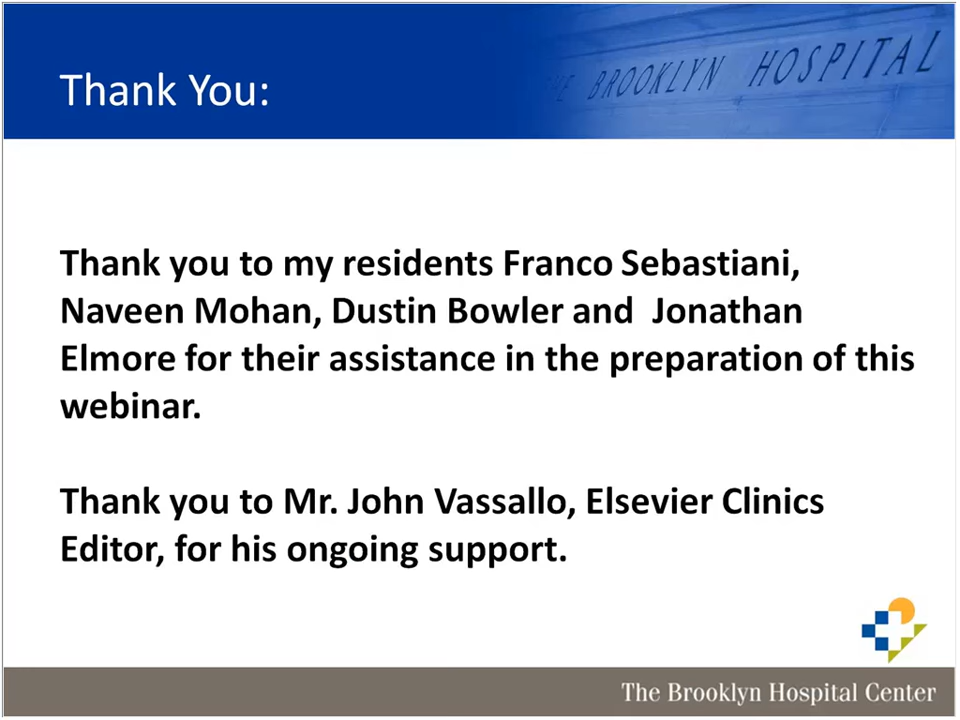 THE BROOKLYN HOSPITAL
Thank You:
Thank you to my residents Franco Sebastiani,
Naveen Mohan, Dustin Bowler and  Jonathan
Elmore for their assistance in the preparation of this
webinar.
Thank you to Mr. John Vassallo, Elsevier Clinics
Editor, for his ongoing support.
The Brooklyn Hospital Center